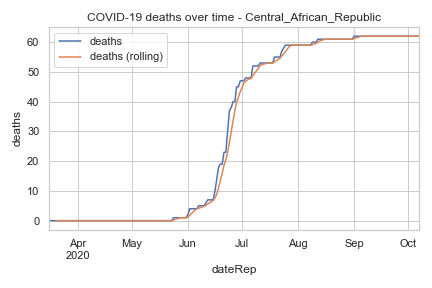 COVID-19 deaths over time - Central_African_Republic
deaths
deaths (rolling)
deaths
60
50
40
30
20
10
0
Apr
2020
May
Jun
Jul
Aug
Sep
Oct
dateRep